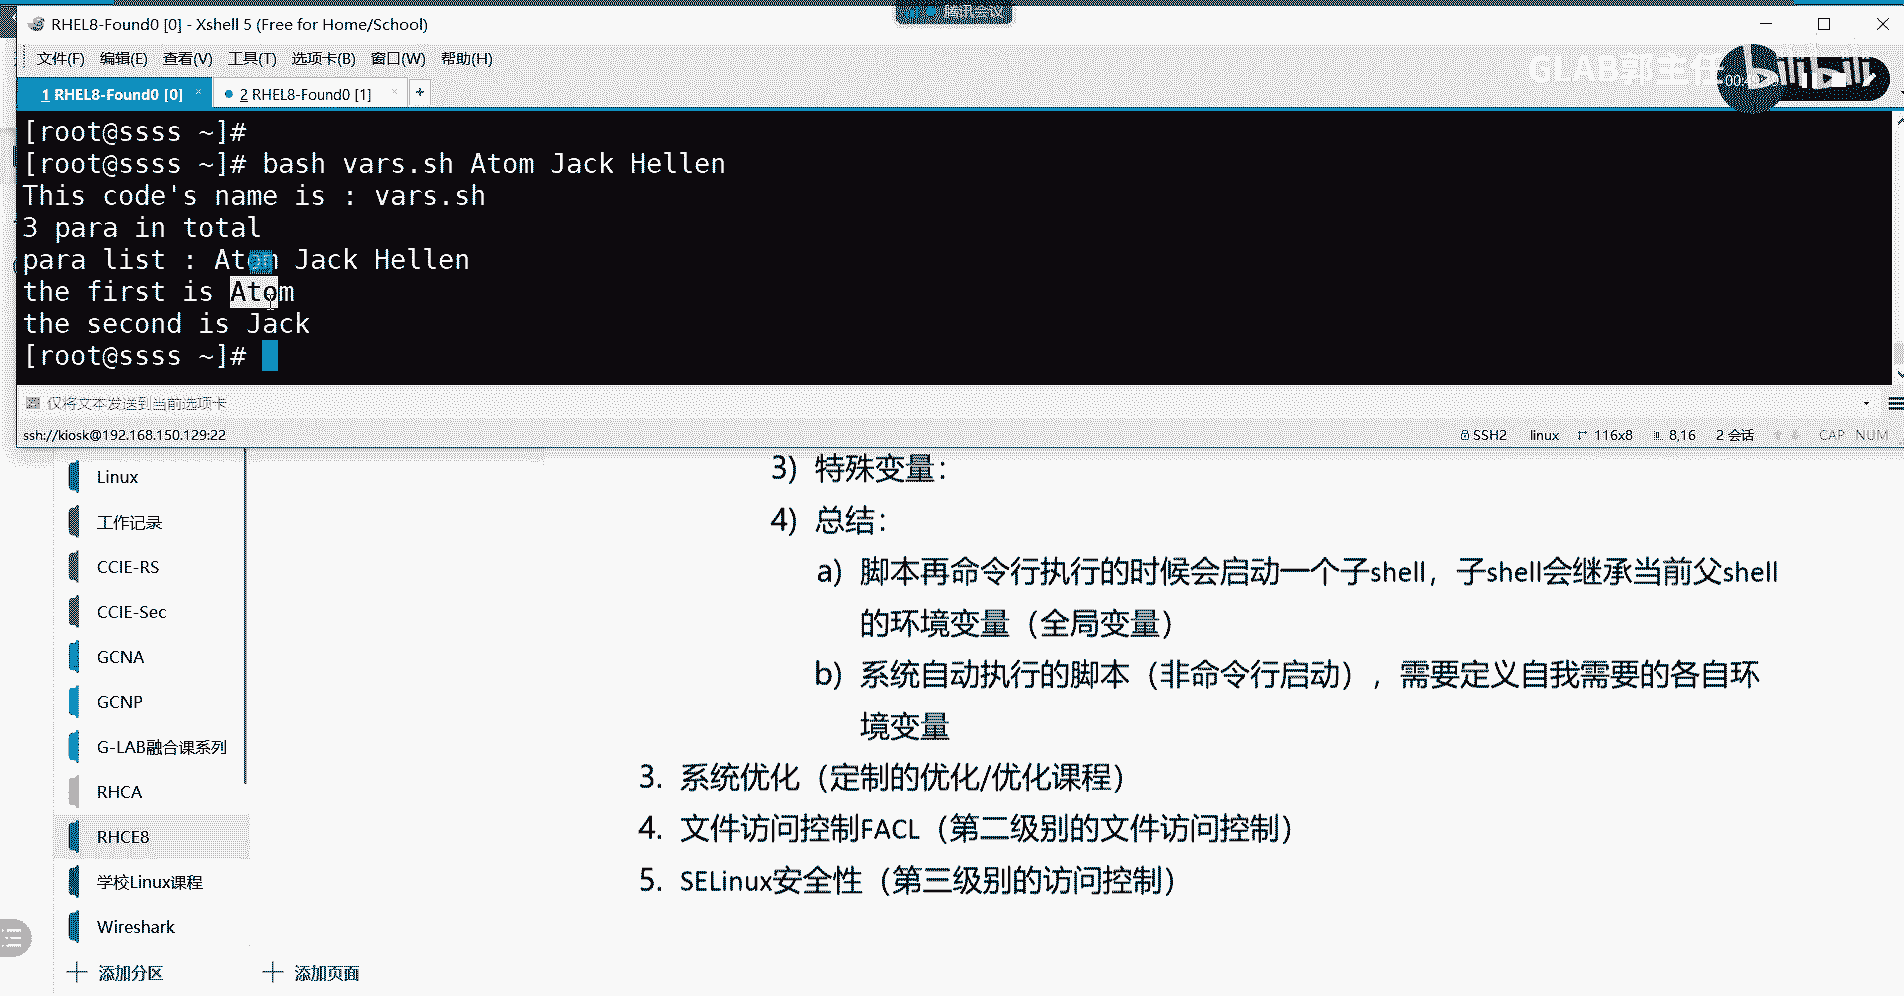 腾讯会议
RHEL8-Found0 [0] - Xshell 5 (Free for Home/School)
文件(F) 编辑(E) 查看(V) 工具(T) 选项卡(B) 窗口(W) 帮助(H)
GLAB郭主任
bilibili
1 RHEL8-Found0 [0] × 2 RHEL8-Found0 [1] × +
[root@ssss ~]#
[root@ssss ~]# bash vars.sh Atom Jack Hellen
This code's name is : vars.sh
3 para in total
para list : Atom Jack Hellen
the first is Atom
the second is Jack
[root@ssss ~]#
仅将文本发送到当前选项卡
ssh://kiosk@192.168.150.129:22 SSH2 linux 116x8 8,16 2 会话 CAP NUM
Linux
工作记录
CCIE-RS
CCIE-Sec
GCNA
GCNP
G-LAB融合课系列
RHCA
RHCE8
学校Linux课程
Wireshark
添加分区 添加页面
3) 特殊变量：
4) 总结：
a) 脚本再命令行执行的时候会启动一个子shell，子shell会继承当前父shell
的环境变量（全局变量）
b) 系统自动执行的脚本（非命令行启动），需要定义自我需要的各自环
境变量
3. 系统优化（定制的优化/优化课程）
4. 文件访问控制FACL（第二级别的文件访问控制）
5. SELinux安全性（第三级别的访问控制）